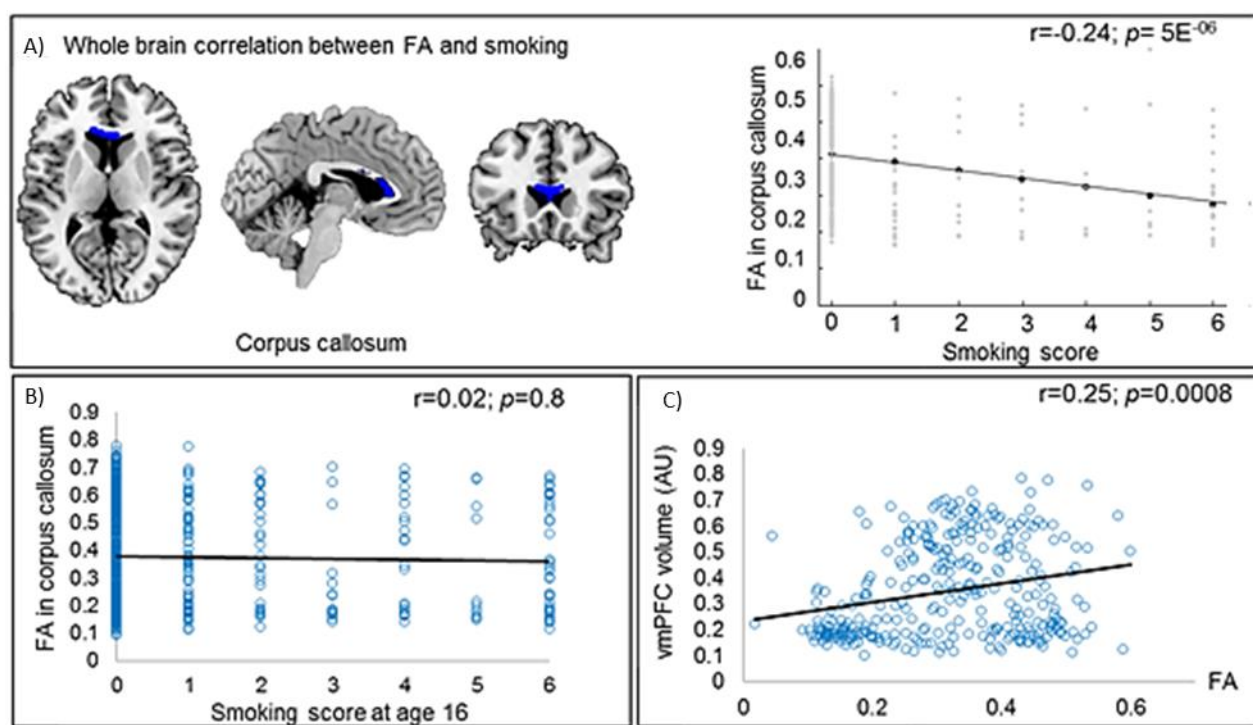 A) Whole brain correlation between FA and smoking
Corpus callosum
r=-0.24; p= 5E-06
FA in corpus callosum
0.6
0.5
0.4
0.3
0.2
0.1
0
0 1 2 3 4 5 6
Smoking score
B)
r=0.02; p=0.8
FA in corpus callosum
0.9
0.8
0.7
0.6
0.5
0.4
0.3
0.2
0.1
0
0 1 2 3 4 5 6
Smoking score at age 16
C)
r=0.25; p=0.0008
vmPFC volume (AU)
0.9
0.8
0.7
0.6
0.5
0.4
0.3
0.2
0.1
0
0 0.2 0.4 0.6
FA